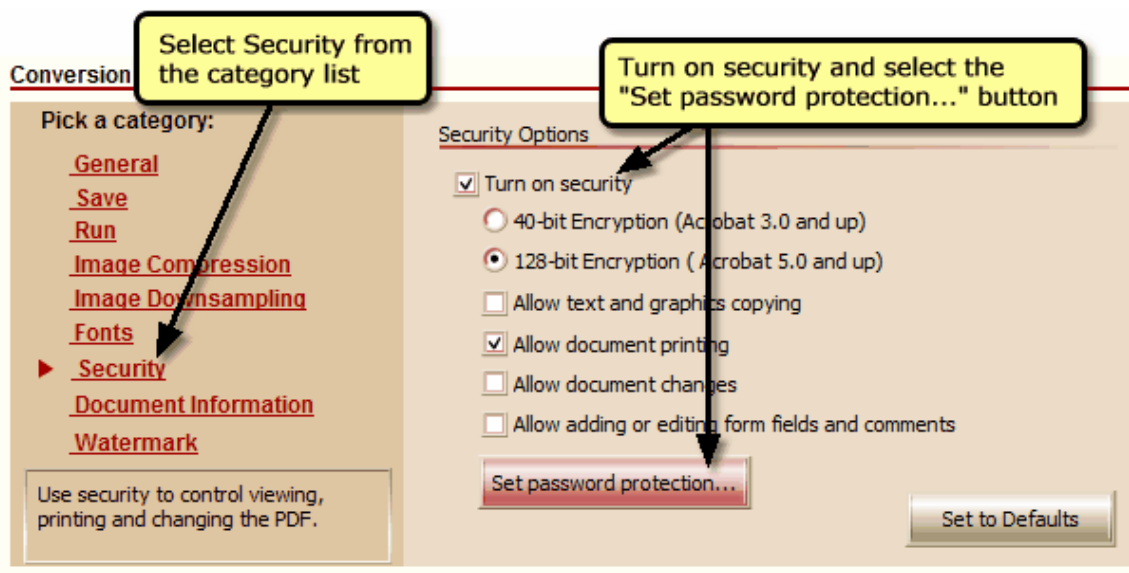 Select Security from
the category list
Turn on security and select the
"Set password protection..." button
Conversion
Pick a category:
General
Save
Run
Image Compression
Image Downsampling
Fonts
Security
Document Information
Watermark
Use security to control viewing,
printing and changing the PDF.
Security Options
Turn on security
40-bit Encryption (Acrobat 3.0 and up)
128-bit Encryption ( Acrobat 5.0 and up)
Allow text and graphics copying
Allow document printing
Allow document changes
Allow adding or editing form fields and comments
Set password protection...
Set to Defaults